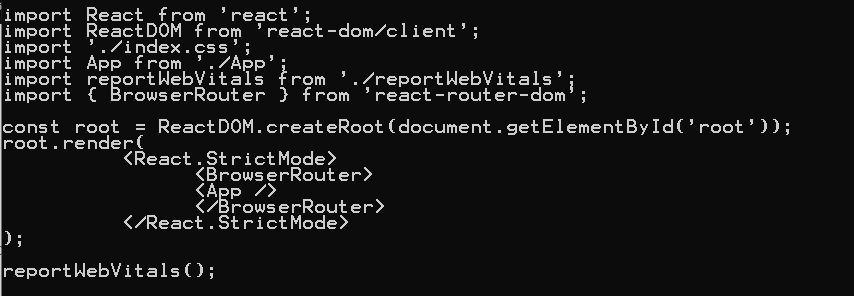 import React from 'react';
import ReactDOM from 'react-dom/client';
import './index.css';
import App from './App';
import reportWebVitals from './reportWebVitals';
import { BrowserRouter } from 'react-router-dom';

const root = ReactDOM.createRoot(document.getElementById('root'));
root.render(
          <React.StrictMode>
                <BrowserRouter>
                <App />
                </BrowserRouter>
          </React.StrictMode>
);

reportWebVitals();